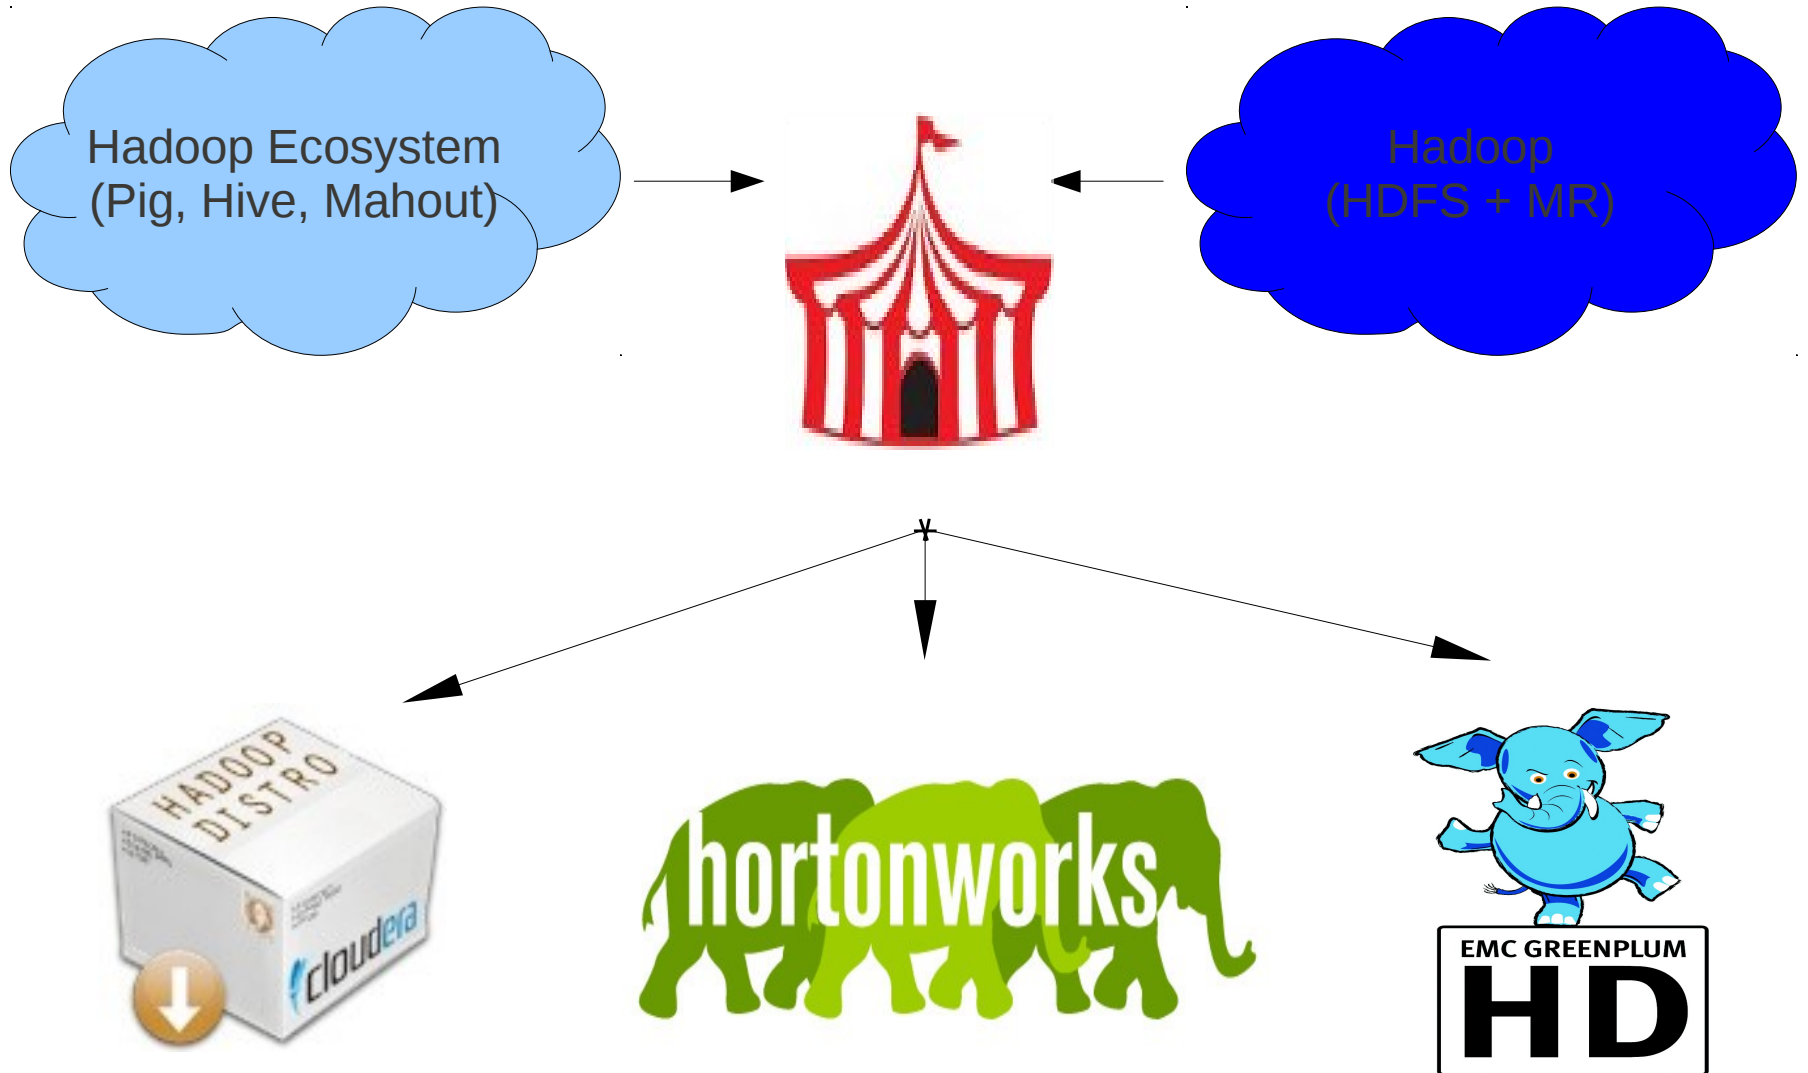 Hadoop Ecosystem
(Pig, Hive, Mahout)
Hadoop
(HDFS + MR)
HADOOP
DISTRO
cloudera
hortonworks
EMC GREENPLUM
HD